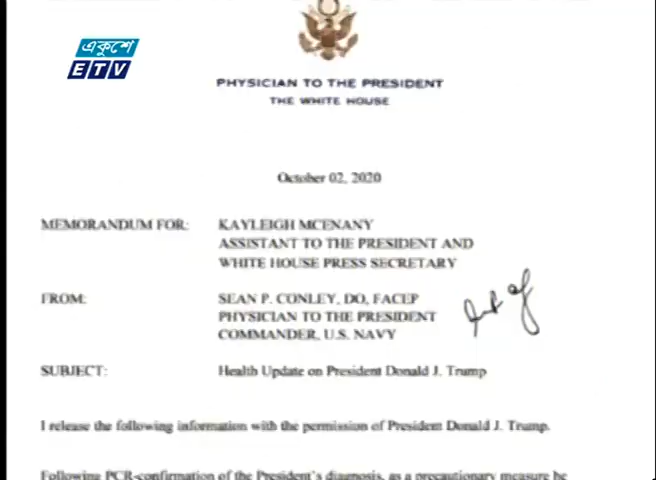 একুশে
ETV
PHYSICIAN TO THE PRESIDENT
THE WHITE HOUSE
October 02, 2020
MEMORANDUM FOR: KAYLEIGH MCENANY
ASSISTANT TO THE PRESIDENT AND
WHITE HOUSE PRESS SECRETARY
FROM: SEAN P. CONLEY, DO, FACEP
PHYSICIAN TO THE PRESIDENT
COMMANDER, U.S. NAVY
SUBJECT: Health Update on President Donald J. Trump
I release the following information with the permission of President Donald J. Trump.
Following PCR-confirmation of the President's diagnosis, as a precautionary measure he